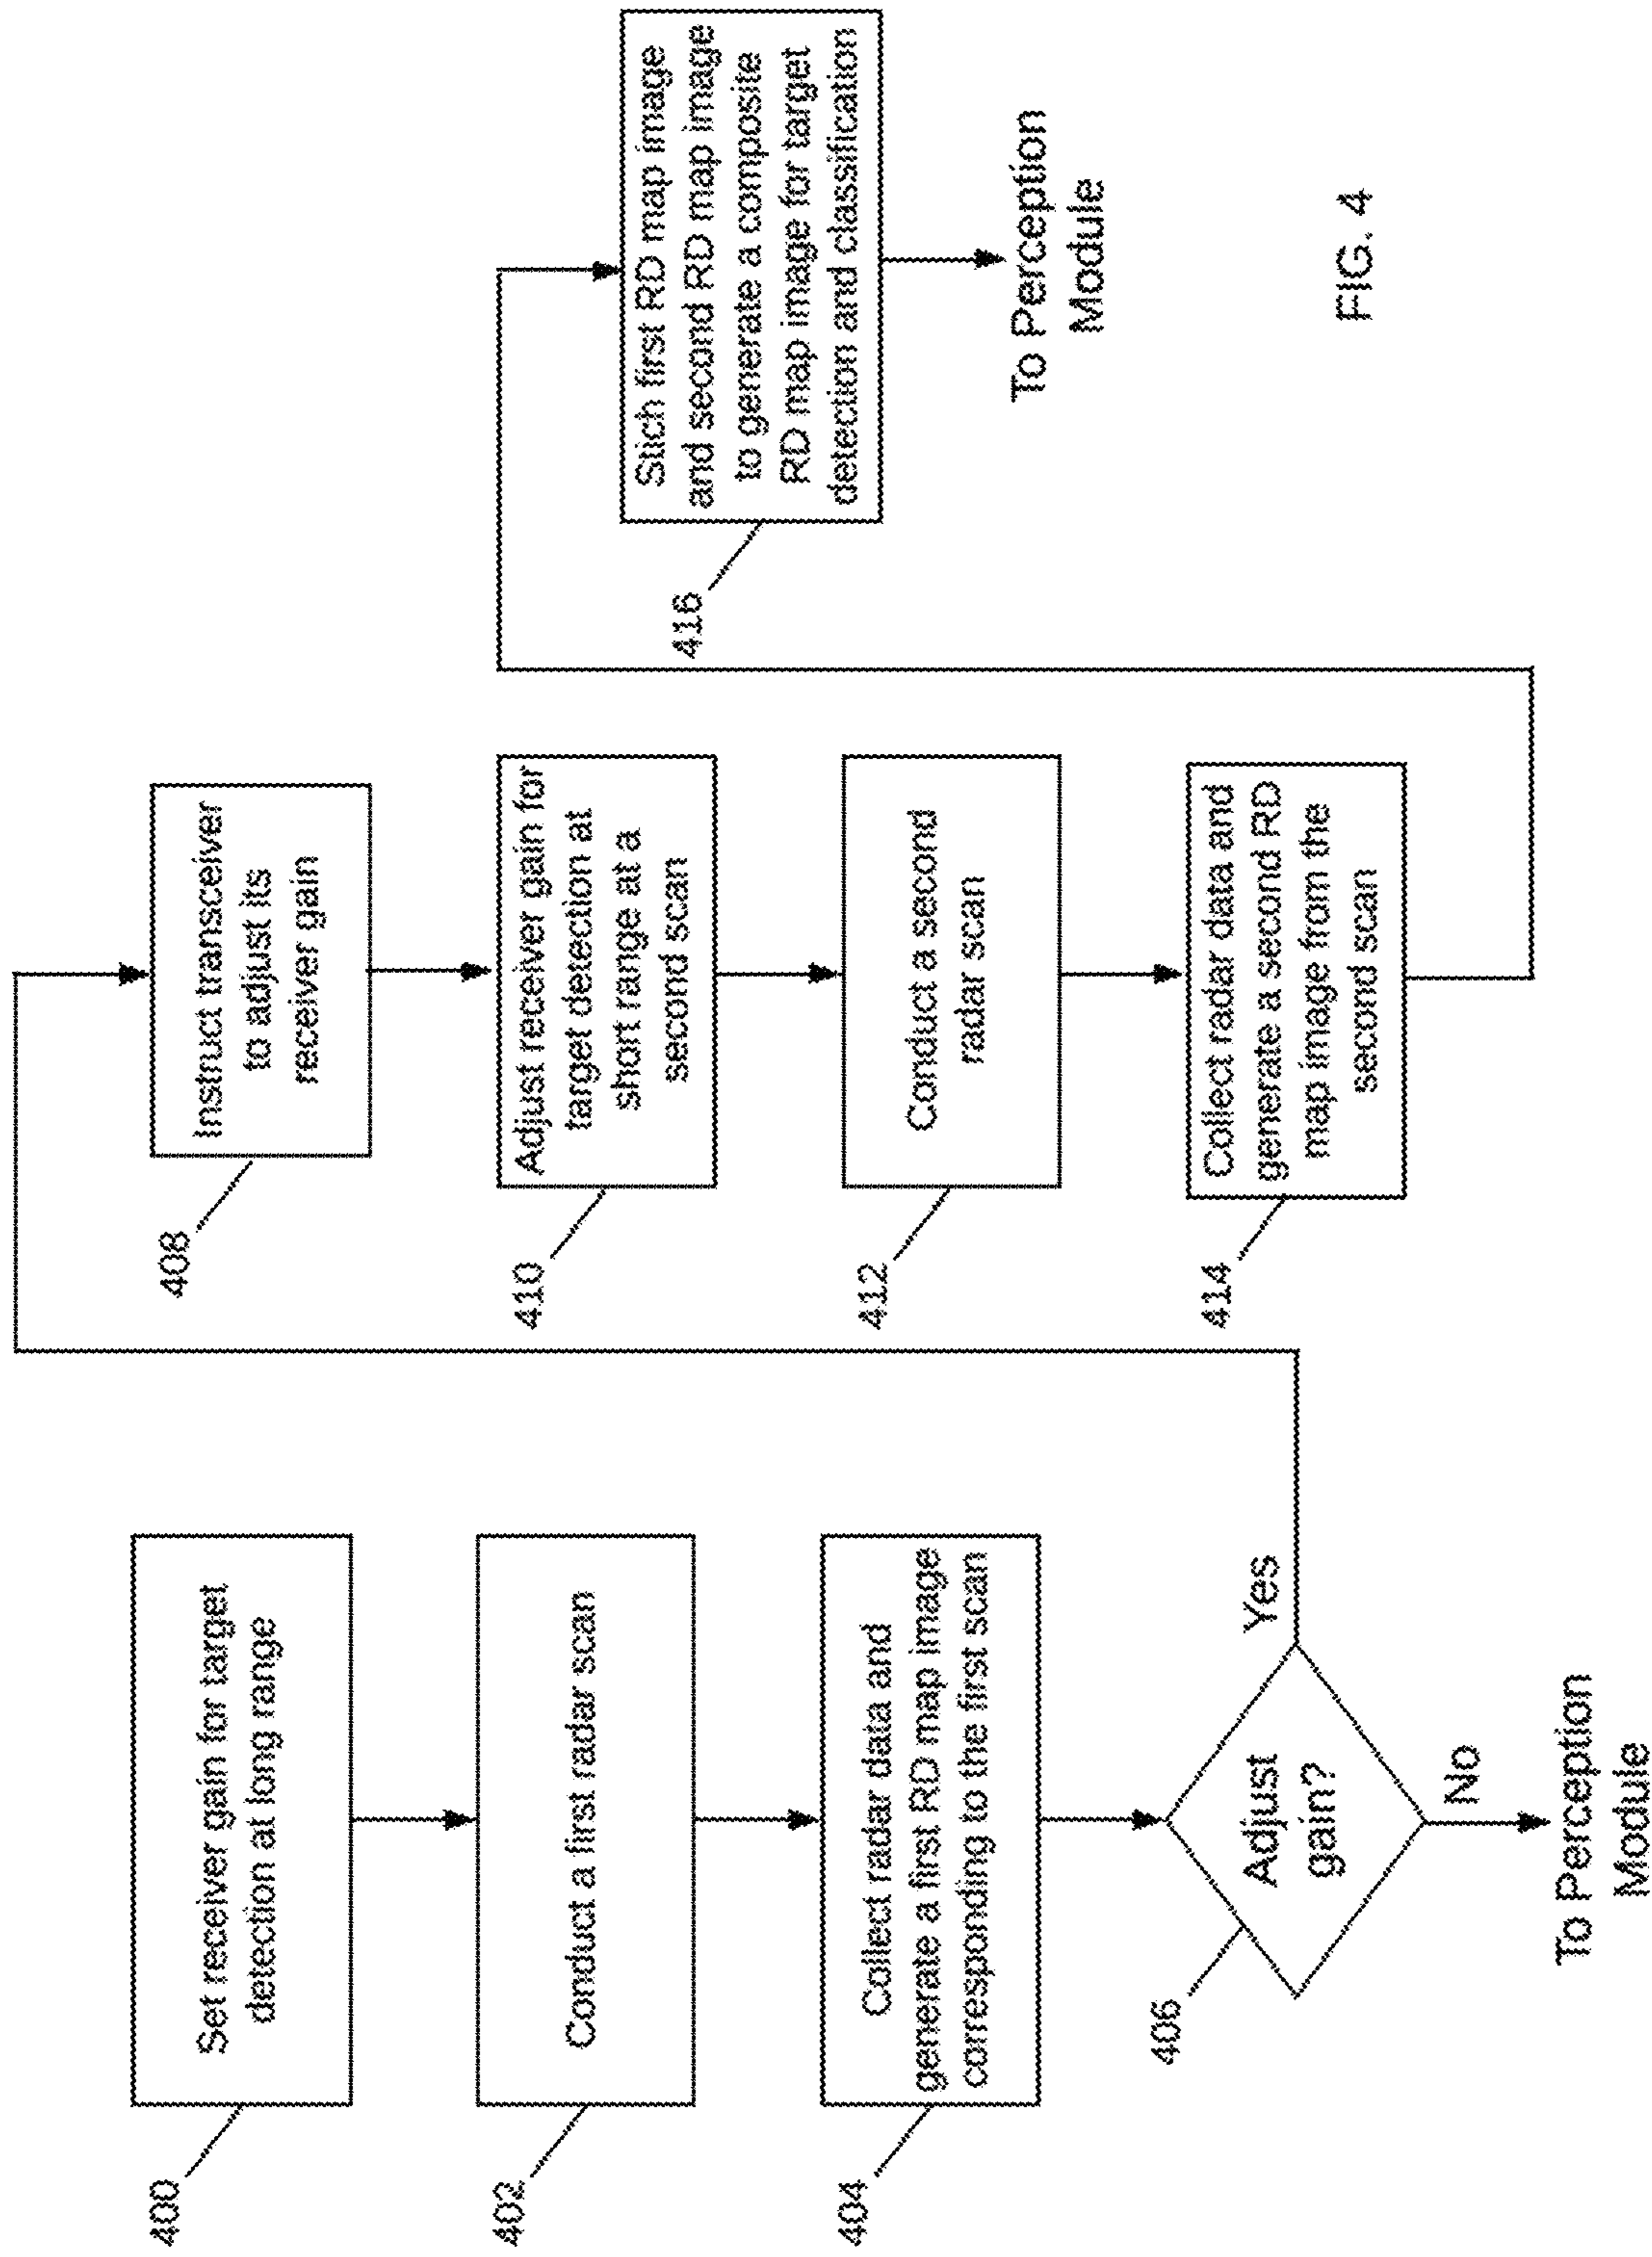 400
Set receiver gain for target
detection at long range
402
Conduct a first radar scan
404
Collect radar data and
generate a first RD map image
corresponding to the first scan
406
Adjust
gain?
Yes
No
To Perception
Module
408
Instruct transceiver
to adjust its
receiver gain
410
Adjust receiver gain for
target detection at
short range at a
second scan
412
Conduct a second
radar scan
414
Collect radar data and
generate a second RD
map image from the
second scan
416
Stich first RD map image
and second RD map image
to generate a composite
RD map image for target
detection and classification
To Perception
Module
FIG. 4